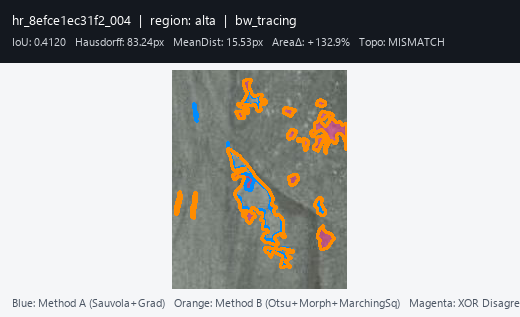 hr_8efce1ec31f2_004 | region: alta | bw_tracing
IoU: 0.4120 Hausdorff: 83.24px MeanDist: 15.53px AreaΔ: +132.9% Topo: MISMATCH
Blue: Method A (Sauvola+Grad) Orange: Method B (Otsu+Morph+MarchingSq) Magenta: XOR Disagre